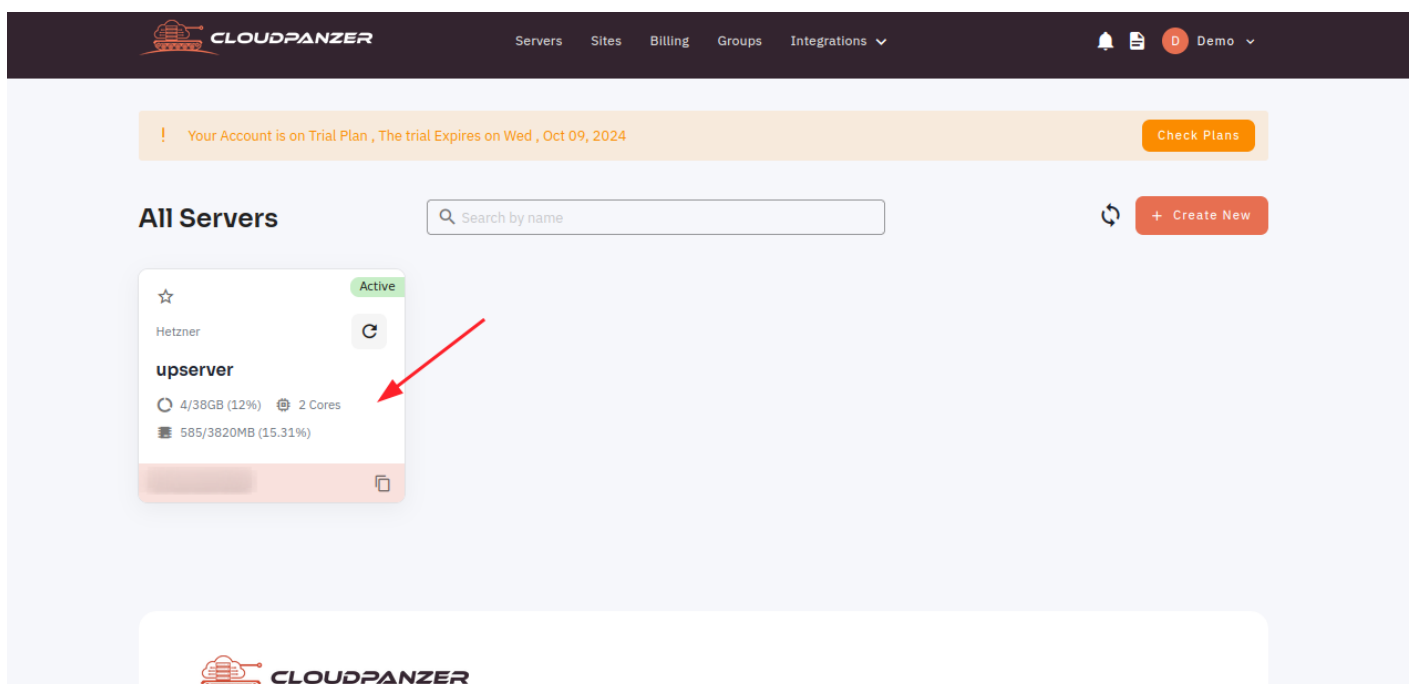 CLOUDPANZER Servers Sites Billing Groups Integrations D Demo
! Your Account is on Trial Plan , The trial Expires on Wed , Oct 09, 2024 Check Plans
All Servers Search by name + Create New
Active
Hetzner
upserver
4/38GB (12%) 2 Cores
585/3820MB (15.31%)
CLOUDPANZER